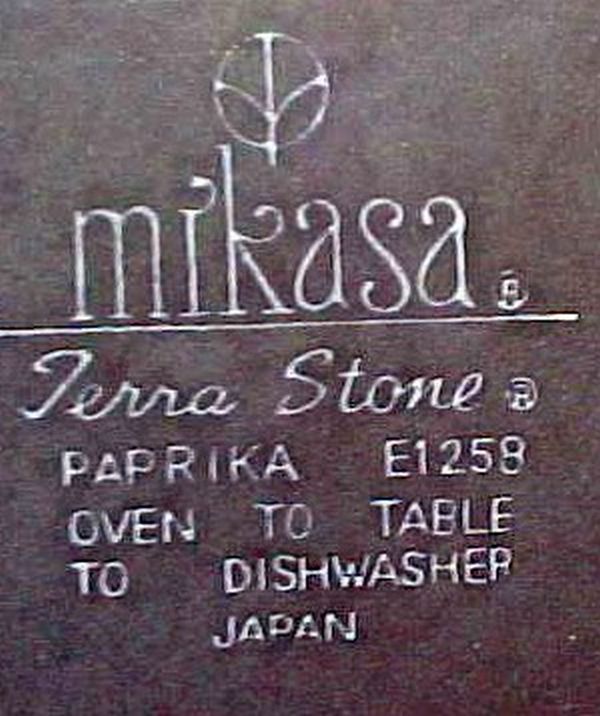 mikasa ®
Terra Stone ®
PAPRIKA E1258
OVEN TO TABLE
TO DISHWASHER
JAPAN